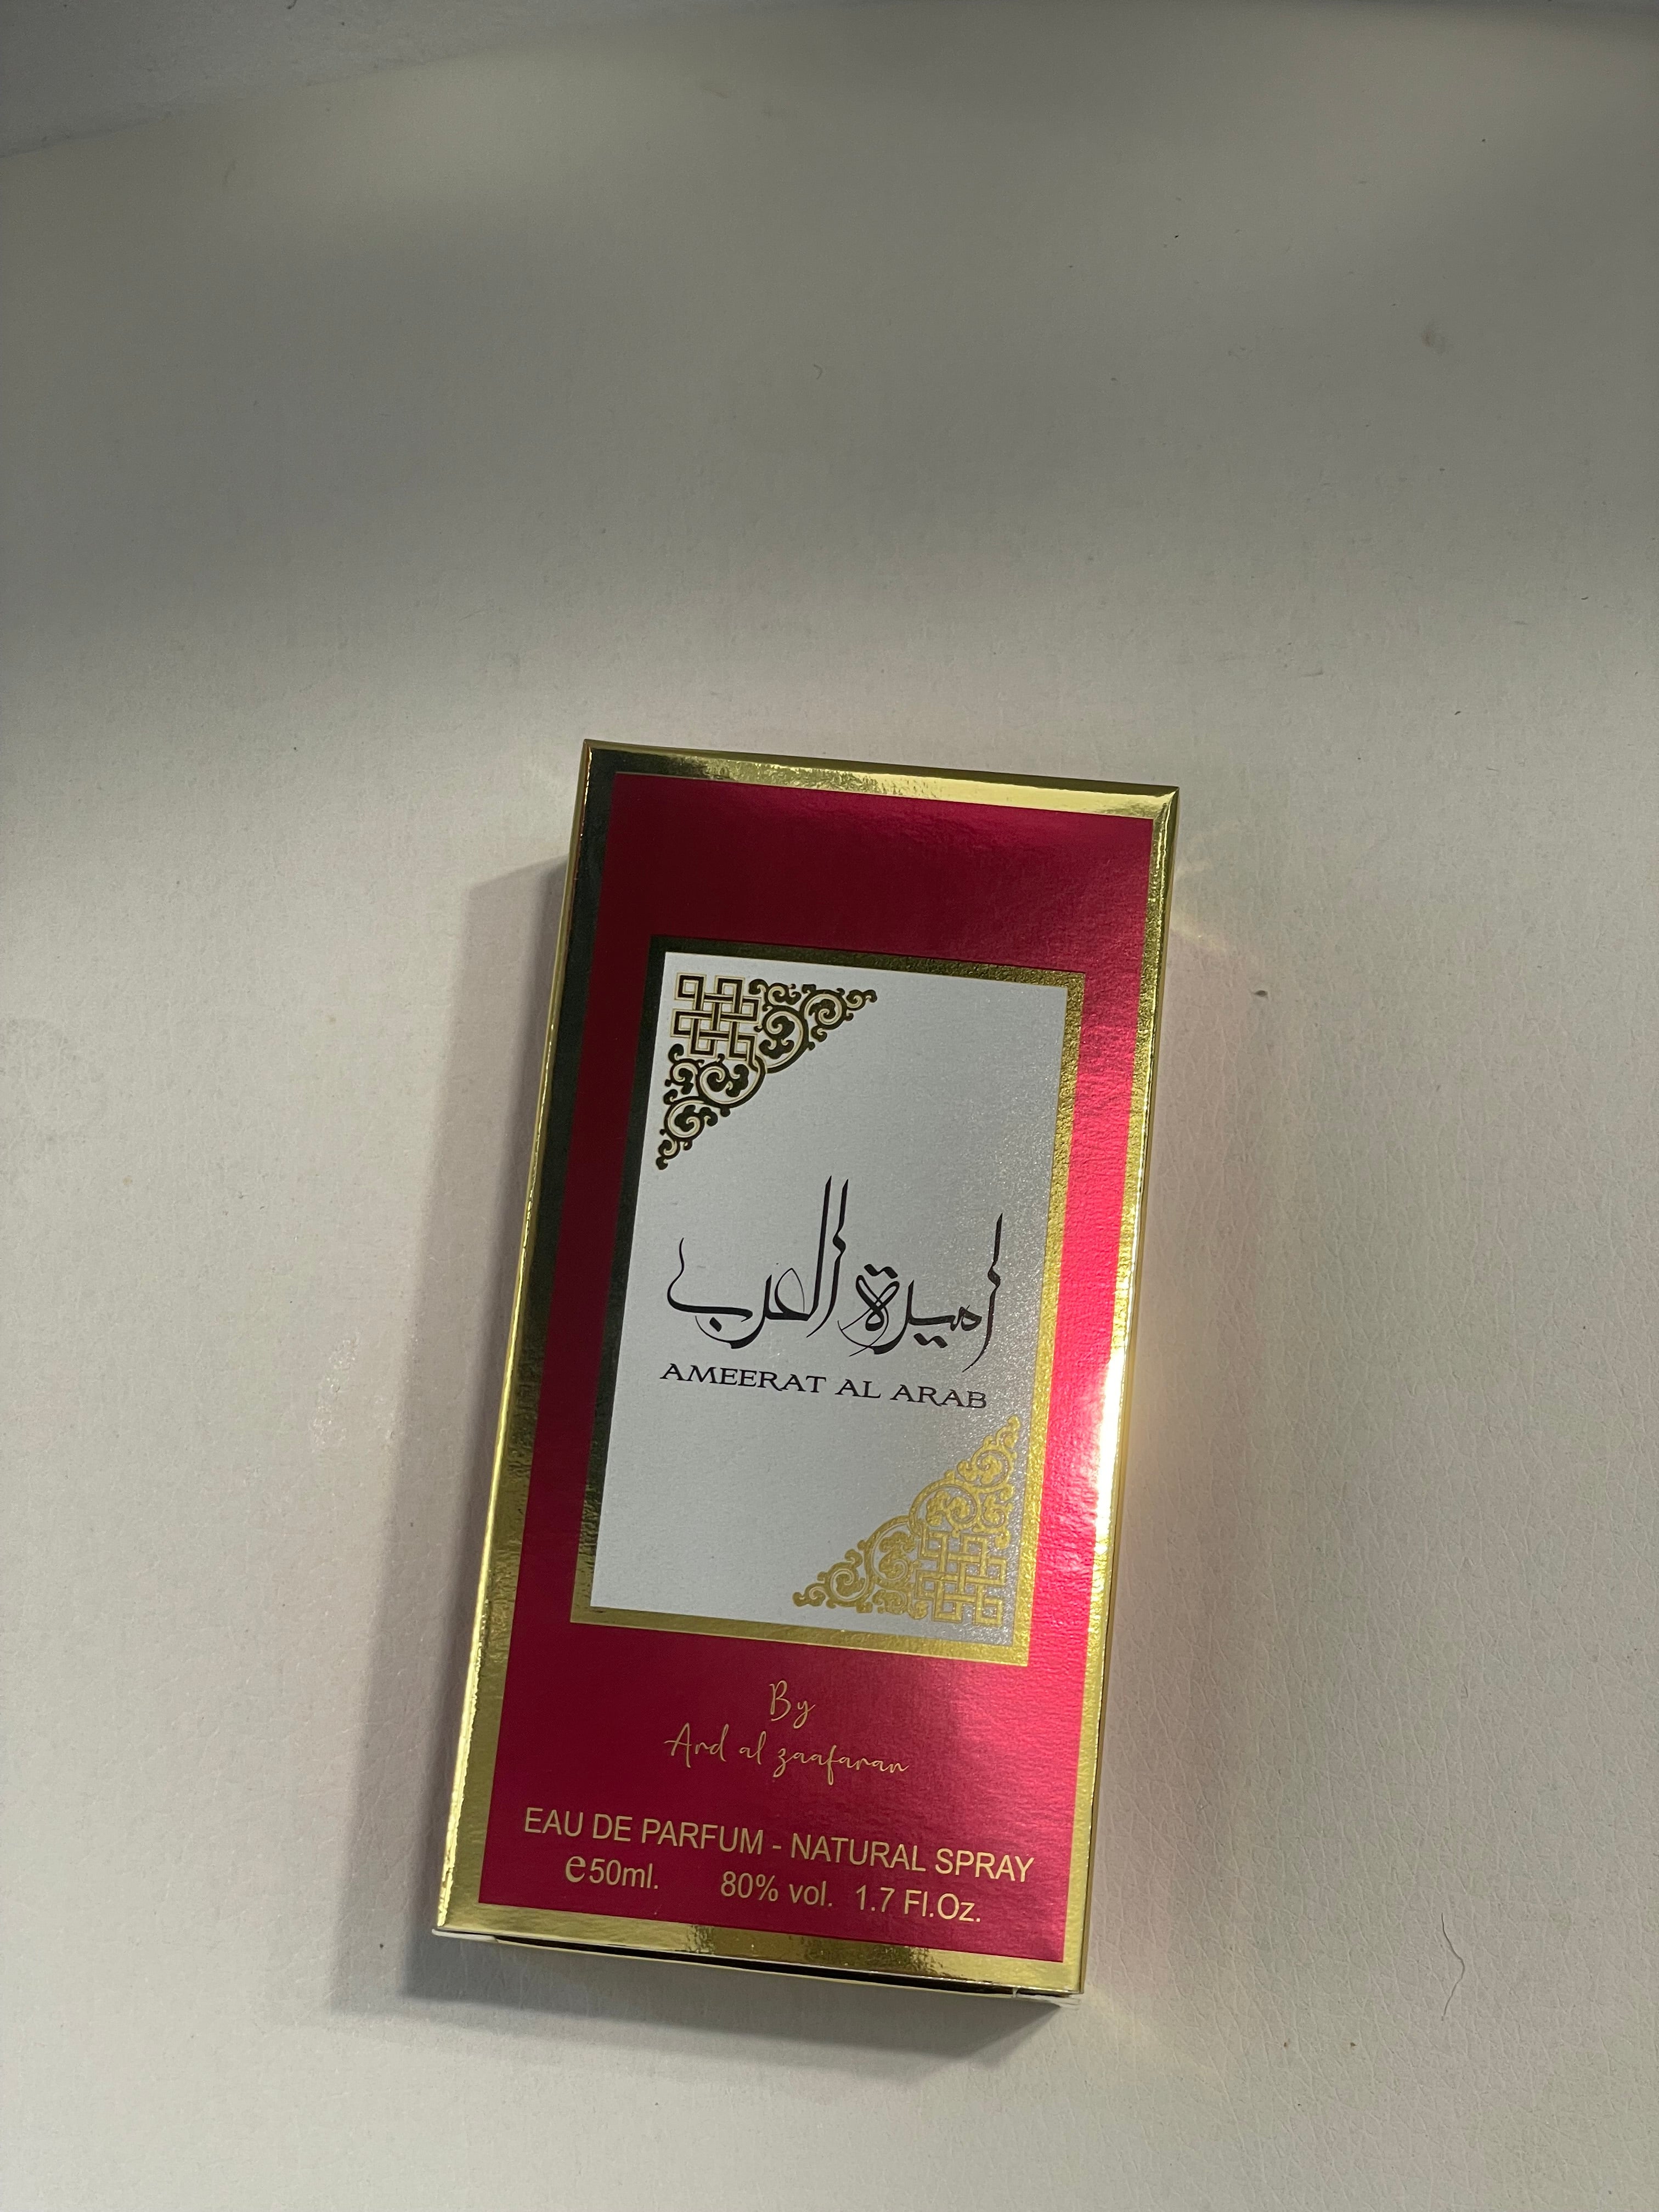 اميرة العرب
AMEERAT AL ARAB
By
Ard al zaafaran
EAU DE PARFUM - NATURAL SPRAY
℮50ml. 80% vol. 1.7 Fl.Oz.